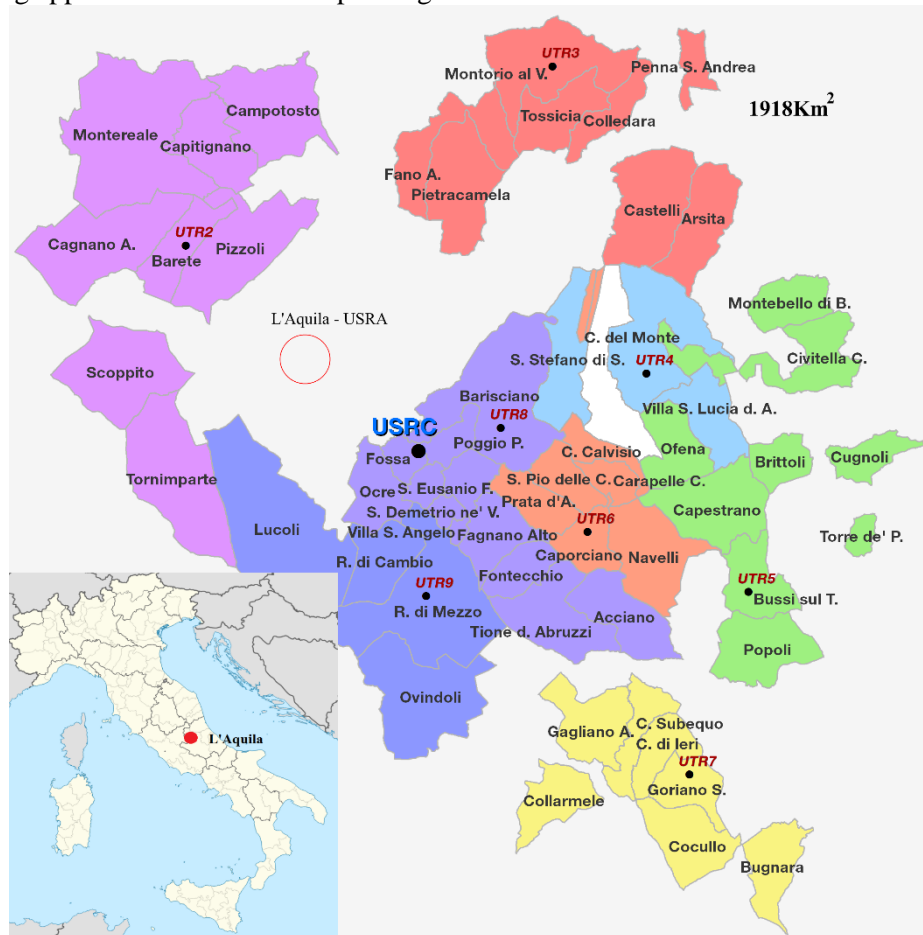 UTR3
Montorio al V.
Penna S. Andrea
Campotosto
Montereale
Capitignano
Tossicia
Colledara
1918Km2
Fano A.
Pietracamela
Castelli
Arsita
UTR2
Cagnano A.
Barete
Pizzoli
L'Aquila - USRA
Montebello di B.
C. del Monte
S. Stefano di S.
UTR4
Civitella C.
Scoppito
Barisciano
Villa S. Lucia d. A.
USRC
UTR8
Poggio P.
Ofena
Fossa
C. Calvisio
Brittoli
Cugnoli
Tornimparte
Ocre
S. Eusanio F.
S. Pio delle C.
Carapelle C.
Prata d'A.
S. Demetrio ne' V.
Capestrano
Lucoli
Villa S. Angelo
Fagnano Alto
UTR6
Torre de' P.
R. di Cambio
Caporciano
Navelli
Fontecchio
UTR5
UTR9
R. di Mezzo
Bussi sul T.
Acciano
Tione d. Abruzzi
Popoli
Ovindoli
C. Subequo
Gagliano A.
C. di Ieri
L'Aquila
UTR7
Goriano S.
Collarmele
Cocullo
Bugnara